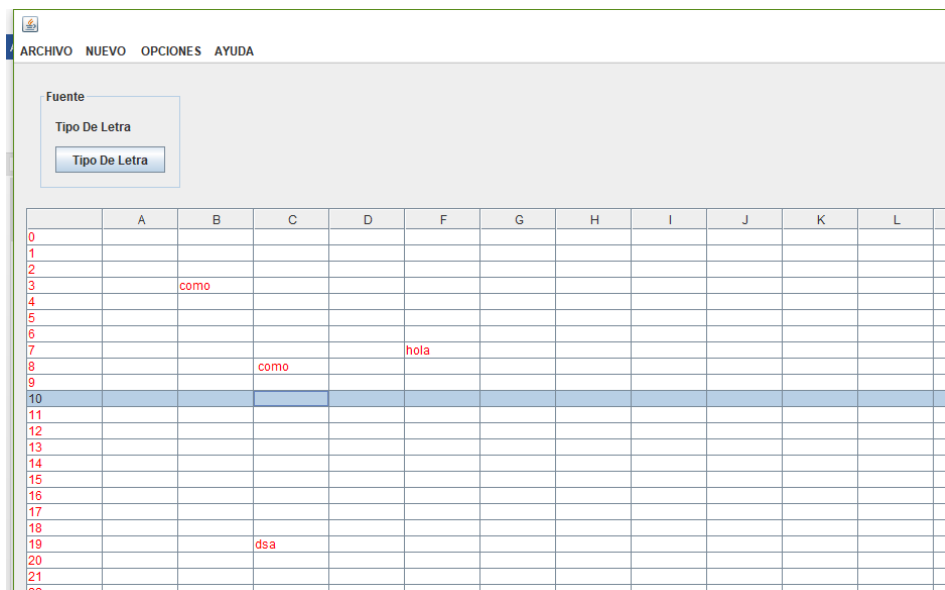 ARCHIVO NUEVO OPCIONES AYUDA
Fuente
Tipo De Letra
Tipo De Letra
A B C D F G H I J K L
0
1
2
3 como
4
5
6
7 hola
8 como
9
10
11
12
13
14
15
16
17
18
19 dsa
20
21